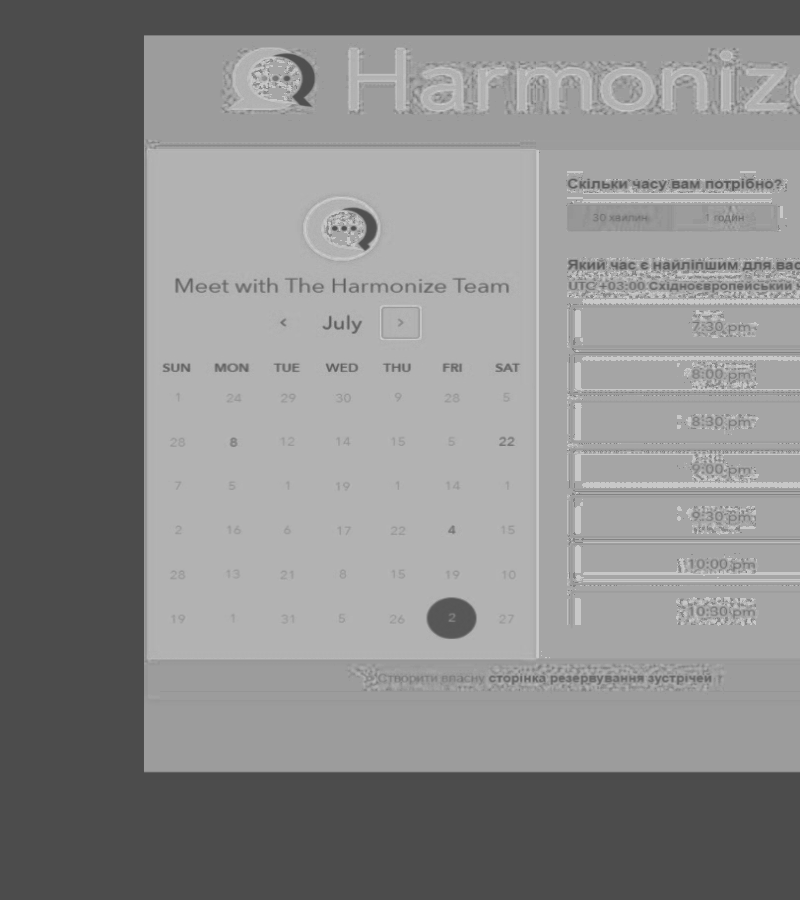 Harmonize
Meet with The Harmonize Team
< July >
SUN MON TUE WED THU FRI SAT
1 24 29 30 9 28 5
28 8 12 14 15 5 22
7 5 1 19 1 14 1
2 16 6 17 22 4 15
28 13 21 8 15 19 10
19 1 31 5 26 2 27
Скільки часу вам потрібно?
30 хвилин 1 годин
Який час є найліпшим для вас
UTC +03:00 Східноєвропейський ч
7:30 pm
8:00 pm
8:30 pm
9:00 pm
9:30 pm
10:00 pm
10:30 pm
Створити власну сторінка резервування зустрічей